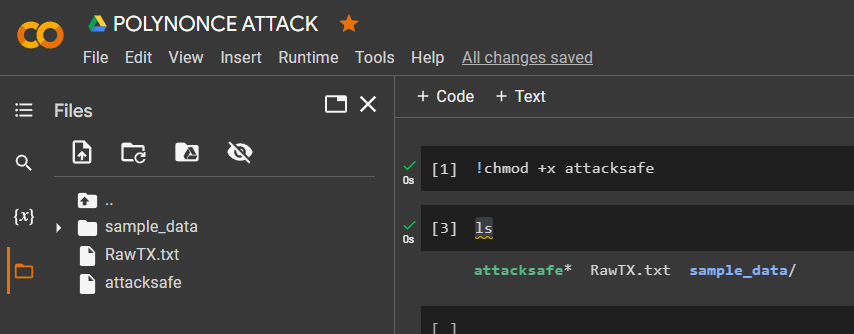 POLYNONCE ATTACK
File Edit View Insert Runtime Tools Help All changes saved
Files
+ Code + Text
..
sample_data
RawTX.txt
attacksafe
{x}
0s [1] !chmod +x attacksafe
0s [3] ls
attacksafe* RawTX.txt sample_data/
[ ]